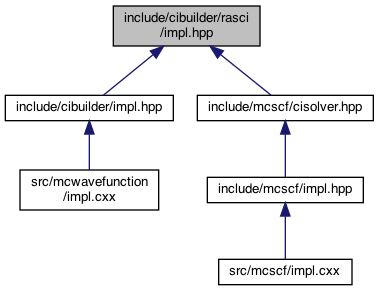 include/cibuilder/rasci
/impl.hpp
include/cibuilder/impl.hpp
include/mcscf/cisolver.hpp
src/mcwavefunction
/impl.cxx
include/mcscf/impl.hpp
src/mcscf/impl.cxx